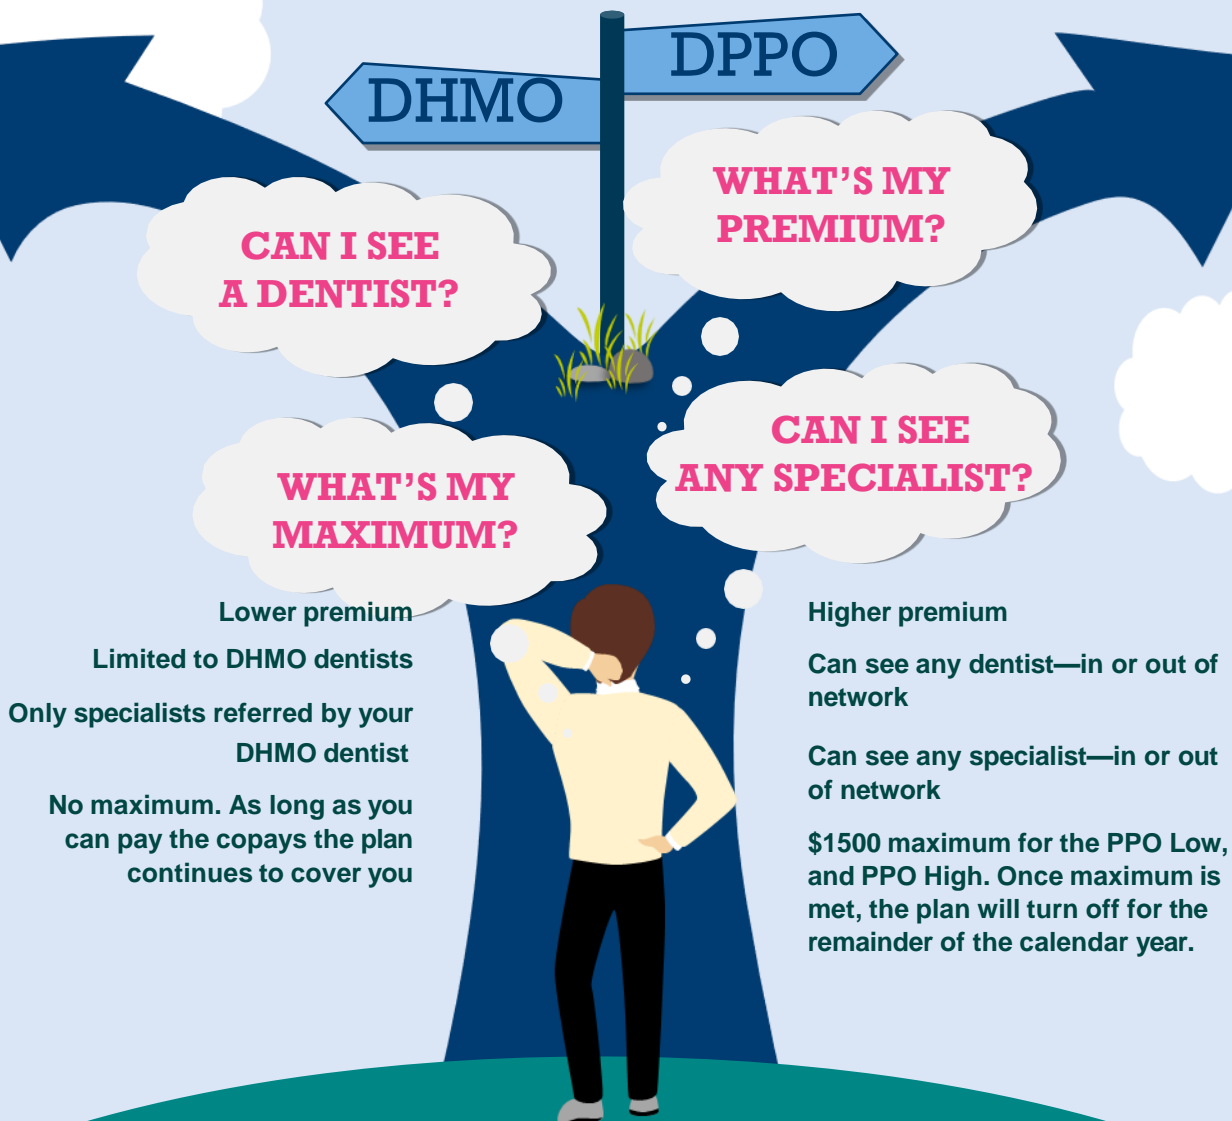 DHMO
DPPO
CAN I SEE
A DENTIST?
WHAT'S MY
PREMIUM?
WHAT'S MY
MAXIMUM?
CAN I SEE
ANY SPECIALIST?
Lower premium
Limited to DHMO dentists
Only specialists referred by your
DHMO dentist
No maximum. As long as you
can pay the copays the plan
continues to cover you
Higher premium
Can see any dentist—in or out of
network
Can see any specialist—in or out
of network
$1500 maximum for the PPO Low,
and PPO High. Once maximum is
met, the plan will turn off for the
remainder of the calendar year.